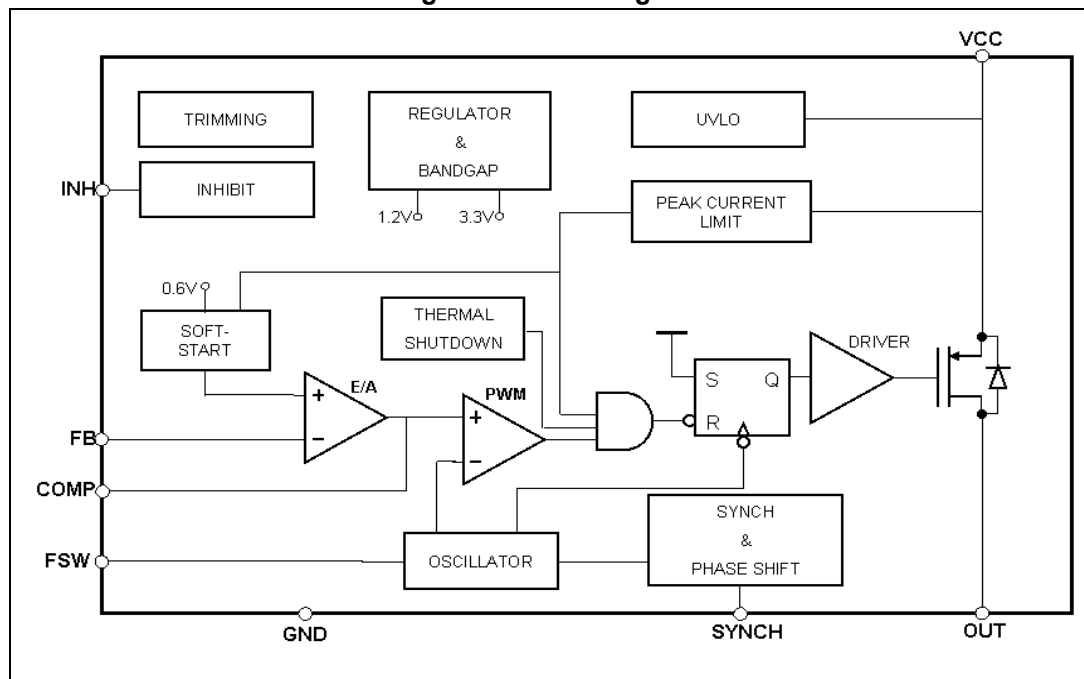 VCC
TRIMMING
REGULATOR
&
BANDGAP
UVLO
INH
INHIBIT
1.2V
3.3V
PEAK CURRENT
LIMIT
0.6V
SOFT-
START
THERMAL
SHUTDOWN
DRIVER
E/A
PWM
S
Q
R
+
-
+
-
FB
COMP
SYNCH
&
PHASE SHIFT
FSW
OSCILLATOR
GND
SYNCH
OUT